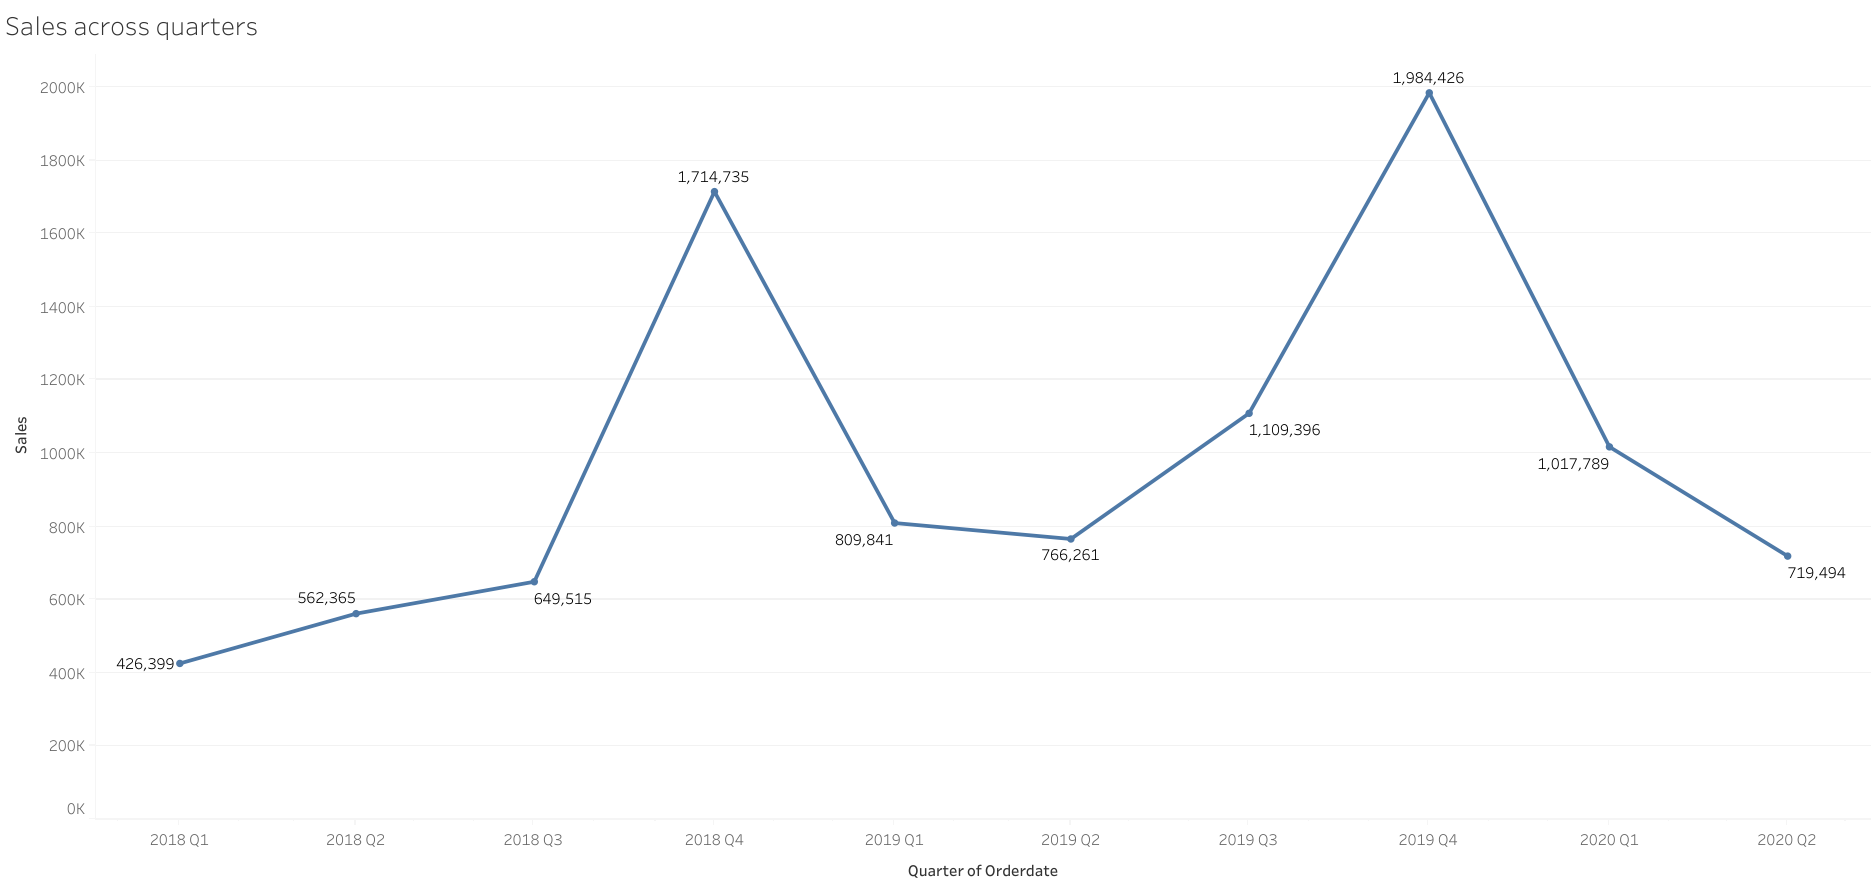 Sales across quarters
2000K
1800K
1600K
1400K
1200K
1000K
800K
600K
400K
200K
0K
Sales
426,399
562,365
649,515
1,714,735
809,841
766,261
1,109,396
1,984,426
1,017,789
719,494
2018 Q1 2018 Q2 2018 Q3 2018 Q4 2019 Q1 2019 Q2 2019 Q3 2019 Q4 2020 Q1 2020 Q2
Quarter of Orderdate